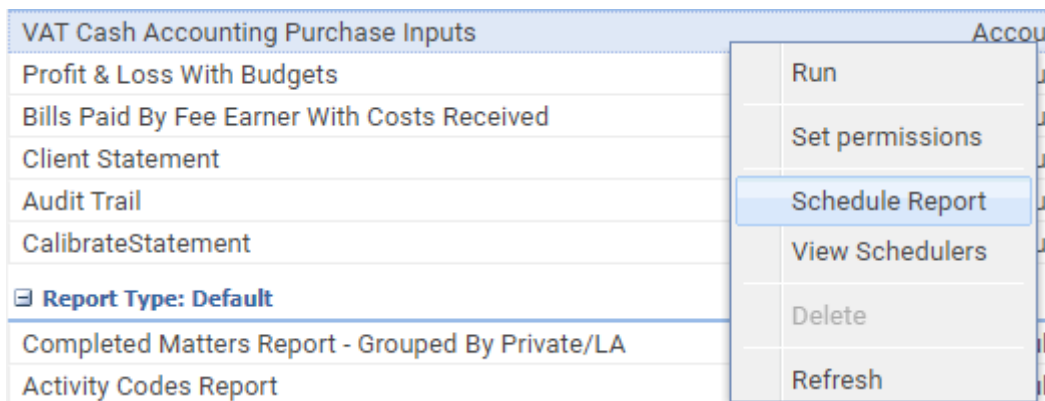 VAT Cash Accounting Purchase Inputs
Profit & Loss With Budgets
Bills Paid By Fee Earner With Costs Received
Client Statement
Audit Trail
CalibrateStatement
Report Type: Default
Completed Matters Report - Grouped By Private/LA
Activity Codes Report
Run
Set permissions
Schedule Report
View Schedulers
Delete
Refresh